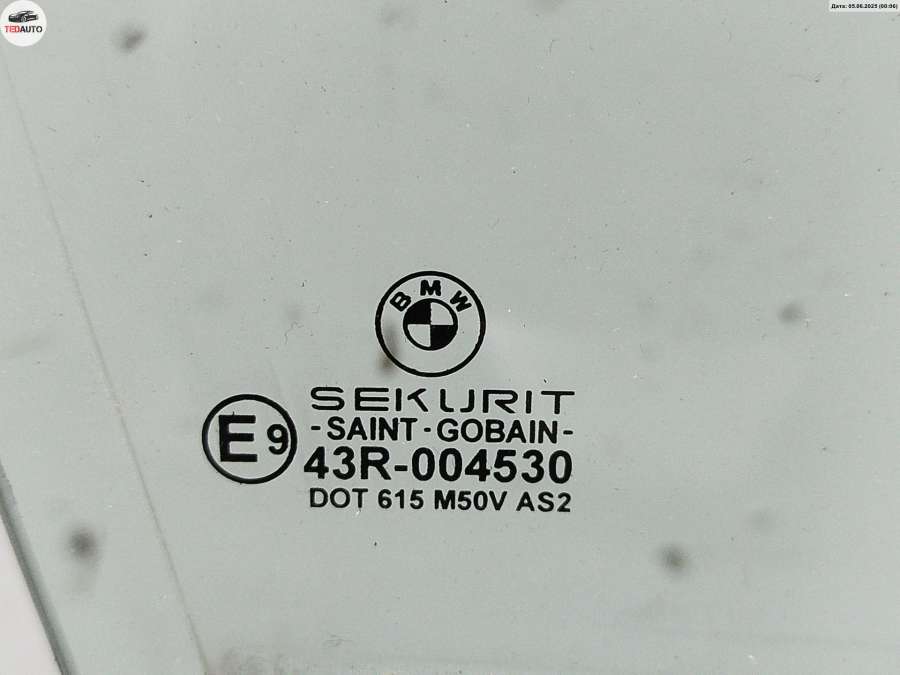 TEDAUTO
Дата: 05.06.2025 (00:06)
BMW
SEKURIT
-SAINT-GOBAIN-
E9
43R-004530
DOT 615 M50V AS2